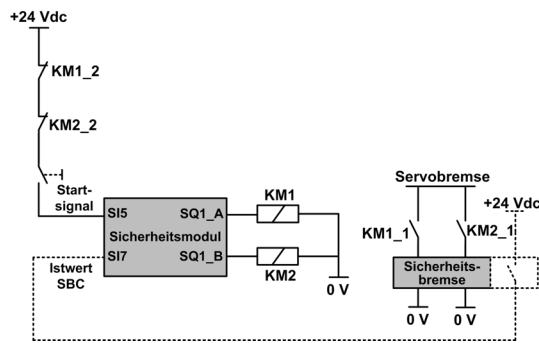 +24 Vdc
KM1_2
KM2_2
Start-
signal
SI5
SQ1_A
Sicherheitsmodul
SI7
SQ1_B
Istwert
SBC
KM1
KM2
0 V
Servobremse
+24 Vdc
KM1_1
KM2_1
Sicherheits-
bremse
0 V
0 V